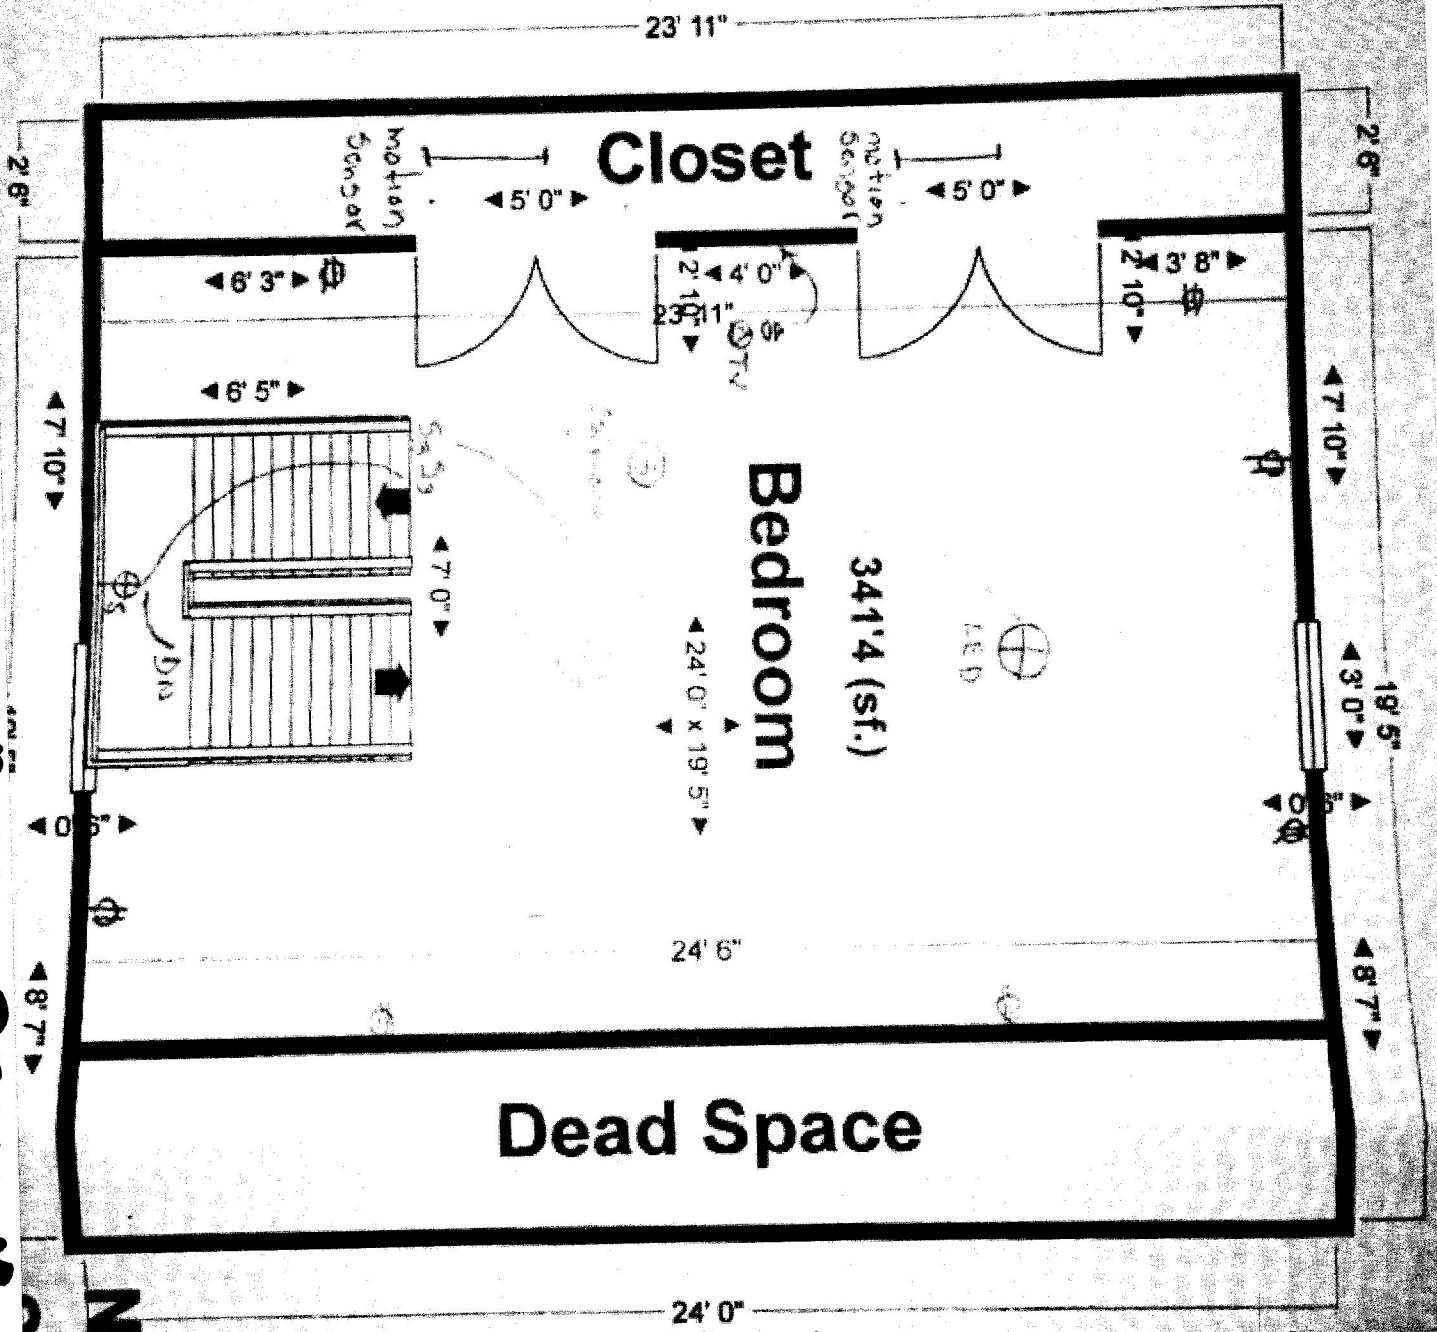 23' 11"
2' 6"
motion
Sensor
5' 0"
Closet
motion
Sensor
5' 0"
2' 6"
6' 3"
2' 10"
4' 0"
2' 10"
3' 8"
23' 11"
40
TV
6' 5"
7' 10"
7' 10"
S3S3
Bedroom
341'4 (sf.)
24' 0" x 19' 5"
7' 0"
S
Dn
LED
3' 0"
19' 5"
0' 6"
0' 6"
24' 6"
8' 7"
8' 7"
Dead Space
24' 0"